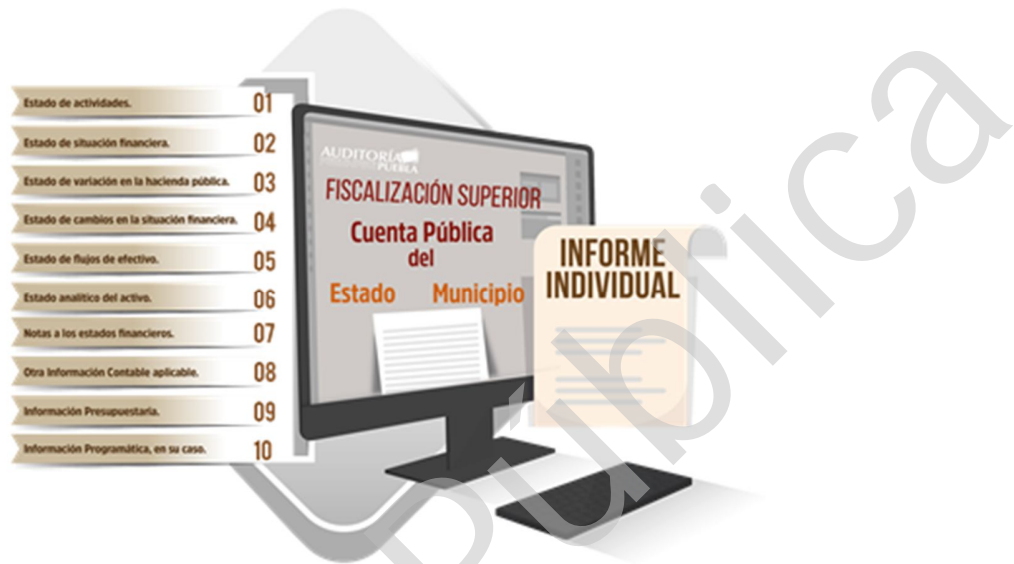 Estado de actividades. 01
Estado de situación financiera. 02
Estado de variación en la hacienda pública. 03
Estado de cambios en la situación financiera. 04
Estado de flujos de efectivo. 05
Estado analítico del activo. 06
Notas a los estados financieros. 07
Otra Información Contable aplicable. 08
Información Presupuestaria. 09
Información Programática, en su caso. 10
AUDITORÍA
PUEBLA
FISCALIZACIÓN SUPERIOR
Cuenta Pública
del
Estado Municipio
INFORME
INDIVIDUAL
pública